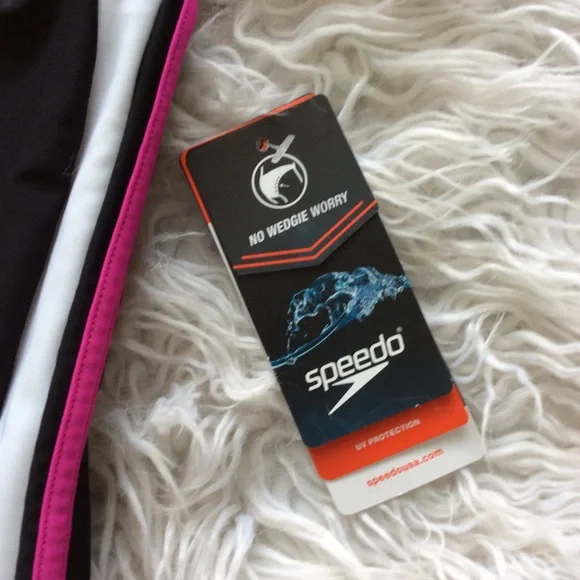 NO WEDGIE WORRY
speedo®
UV PROTECTION
speedousa.com